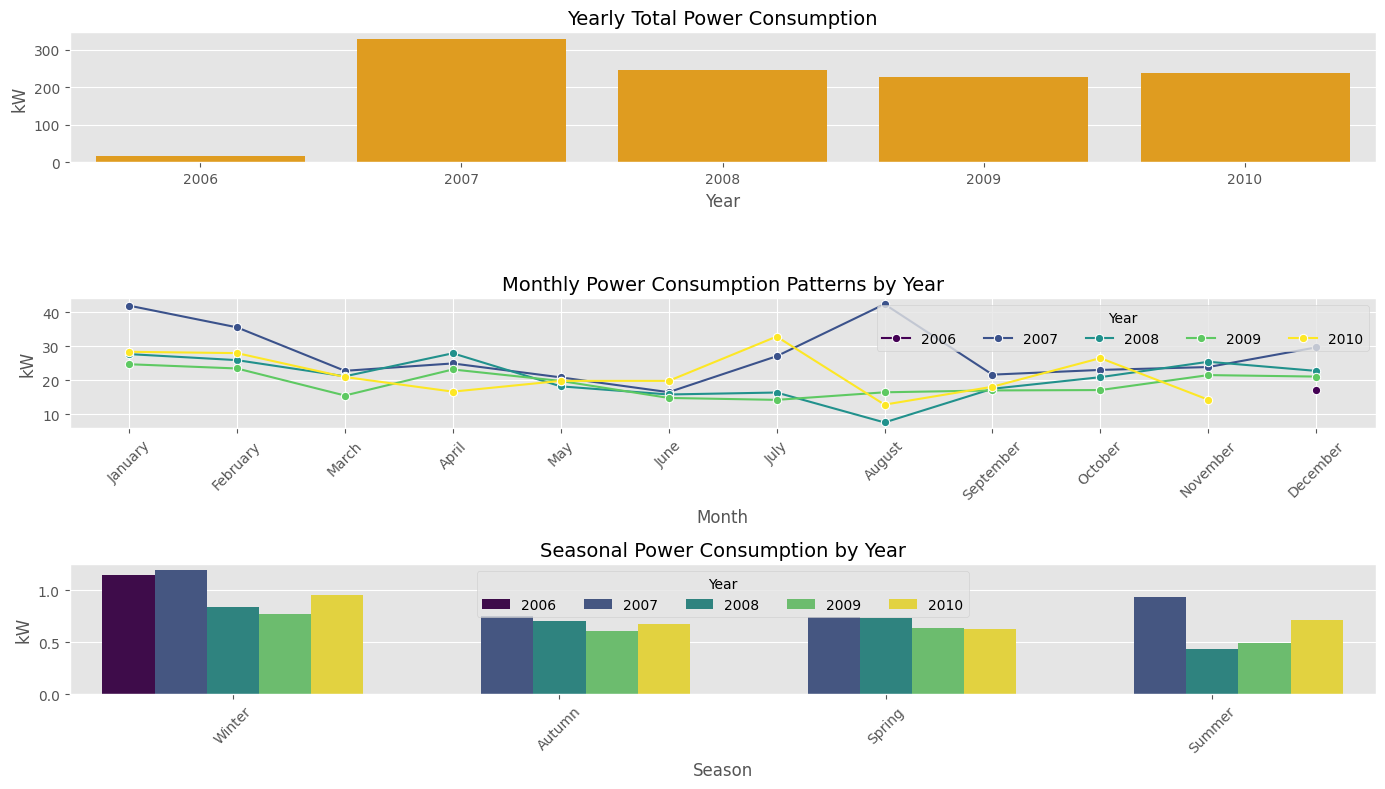 Yearly Total Power Consumption
kW
300
200
100
0
2006 2007 2008 2009 2010
Year
Monthly Power Consumption Patterns by Year
kW
40
30
20
10
Year
2006 2007 2008 2009 2010
January February March April May June July August September October November December
Month
Seasonal Power Consumption by Year
kW
1.0
0.5
0.0
Year
2006 2007 2008 2009 2010
Winter Autumn Spring Summer
Season